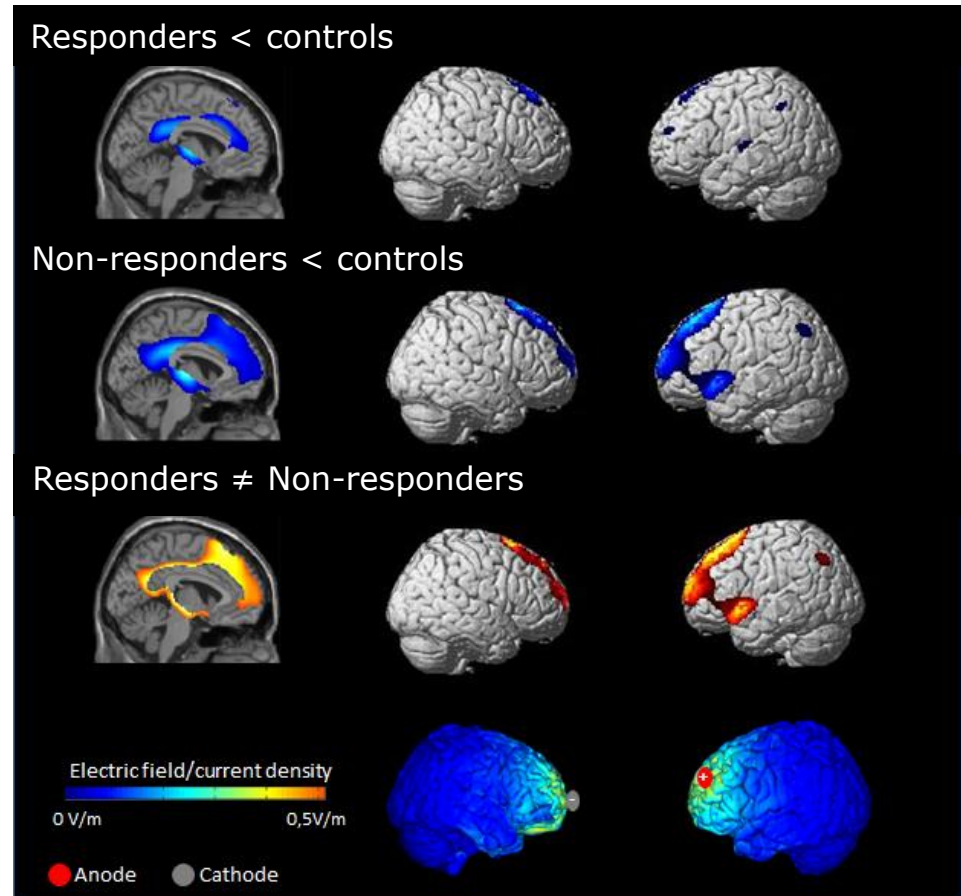 Responders < controls
Non-responders < controls
Responders ≠ Non-responders
Electric field/current density
0 V/m 0,5V/m
+
-
Anode Cathode